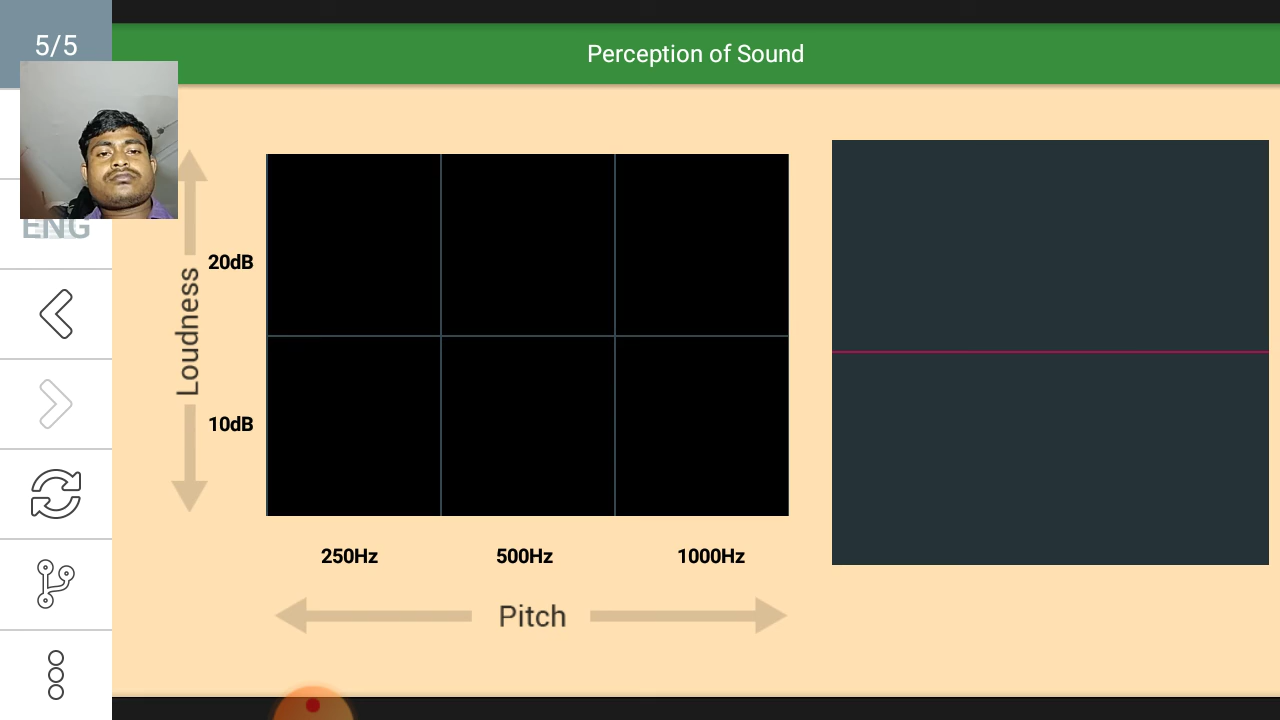 5/5
Perception of Sound
ENG
Loudness
20dB
10dB
250Hz 500Hz 1000Hz
Pitch